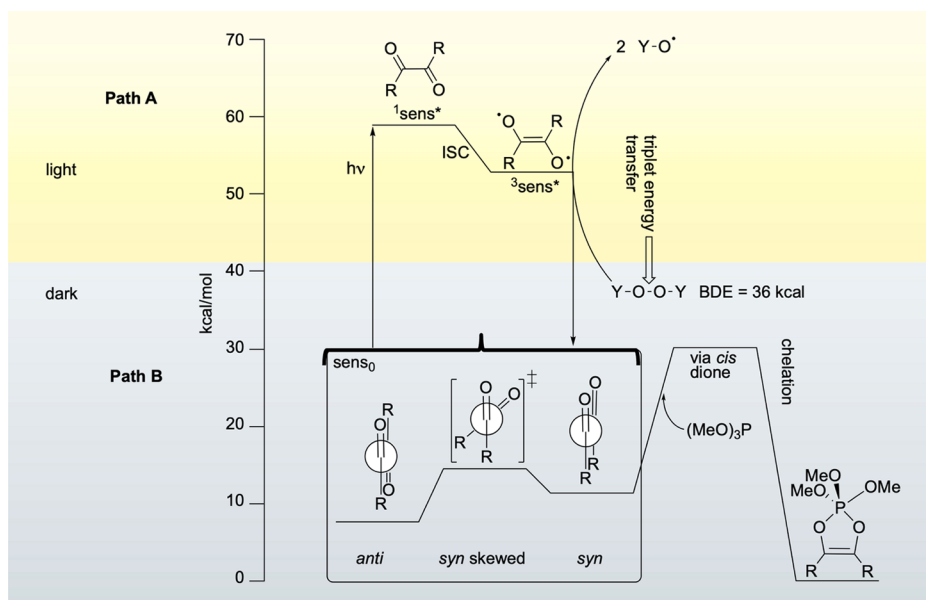 70
60
50
40
30
20
10
0
kcal/mol
Path A
light
dark
Path B
O
R
R
O
¹sens*
hν
ISC
•O
R
R
O•
³sens*
2 Y-O•
triplet energy
transfer
Y-O-O-Y BDE = 36 kcal
sens₀
R
O
O
R
anti
‡
O
O
R
R
syn skewed
O
O
R
R
syn
via cis
dione
(MeO)₃P
chelation
MeO
MeO
OMe
P
O
O
R
R